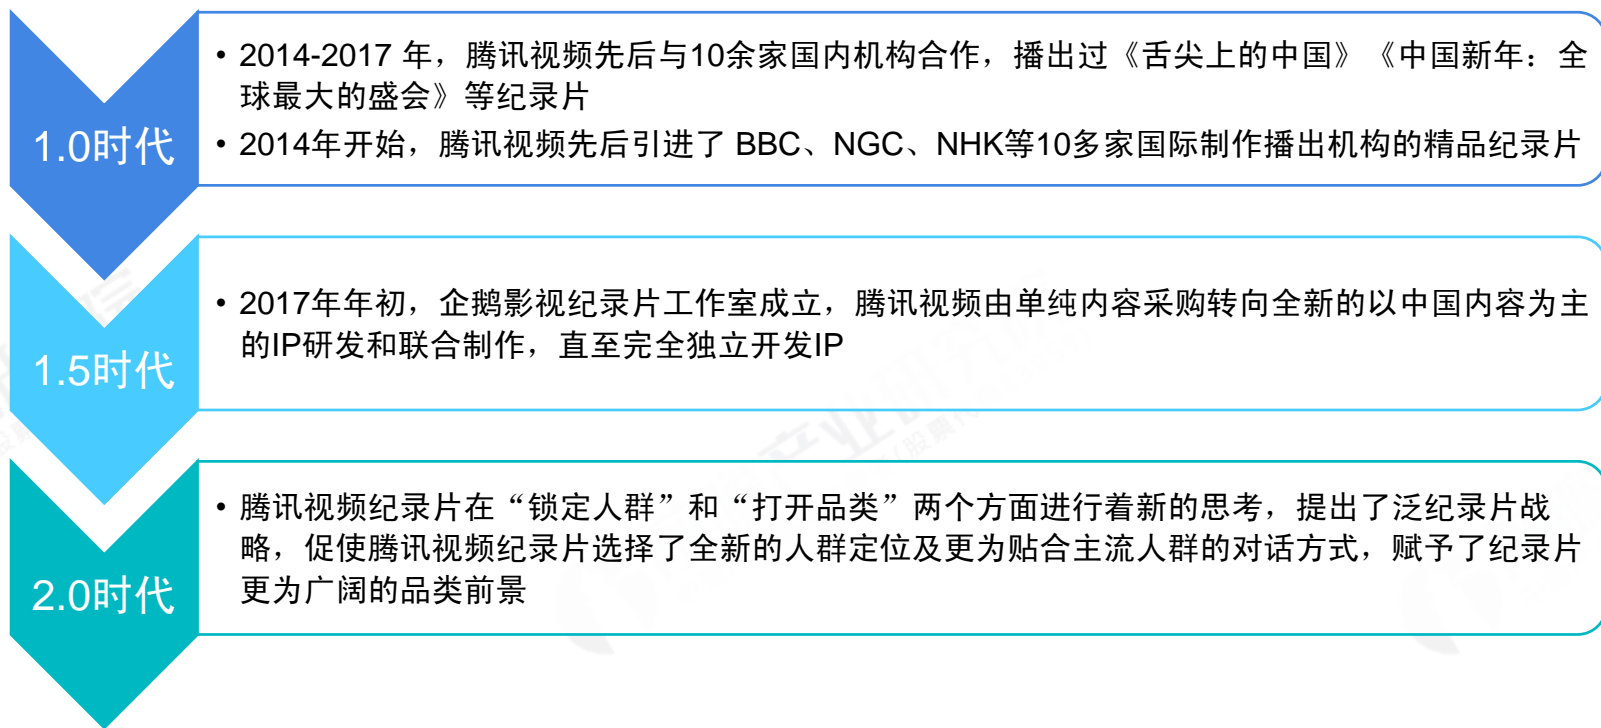 1.0时代
• 2014-2017 年，腾讯视频先后与10余家国内机构合作，播出过《舌尖上的中国》《中国新年：全
球最大的盛会》等纪录片
• 2014年开始，腾讯视频先后引进了 BBC、NGC、NHK等10多家国际制作播出机构的精品纪录片
1.5时代
• 2017年年初，企鹅影视纪录片工作室成立，腾讯视频由单纯内容采购转向全新的以中国内容为主
的IP研发和联合制作，直至完全独立开发IP
2.0时代
• 腾讯视频纪录片在“锁定人群”和“打开品类”两个方面进行着新的思考，提出了泛纪录片战
略，促使腾讯视频纪录片选择了全新的人群定位及更为贴合主流人群的对话方式，赋予了纪录片
更为广阔的品类前景